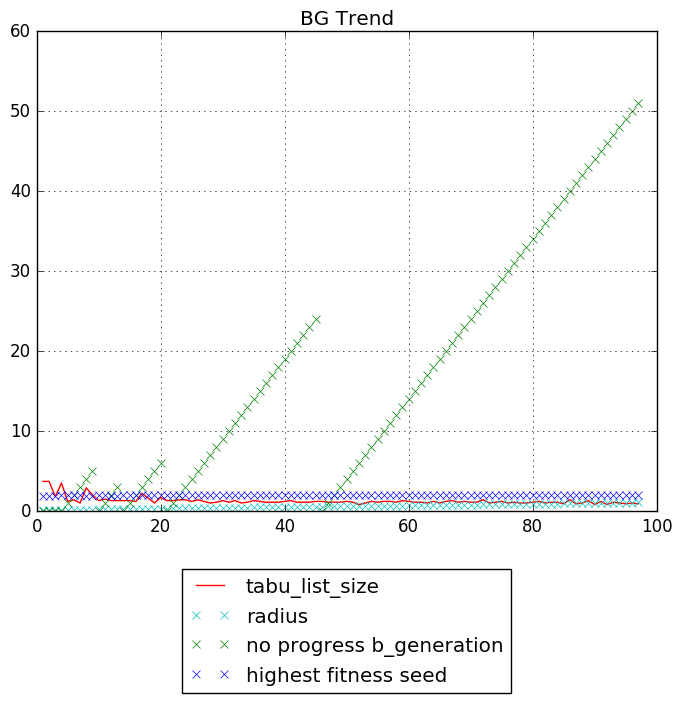 BG Trend
60
50
40
30
20
10
0
0 20 40 60 80 100
tabu_list_size
radius
no progress b_generation
highest fitness seed